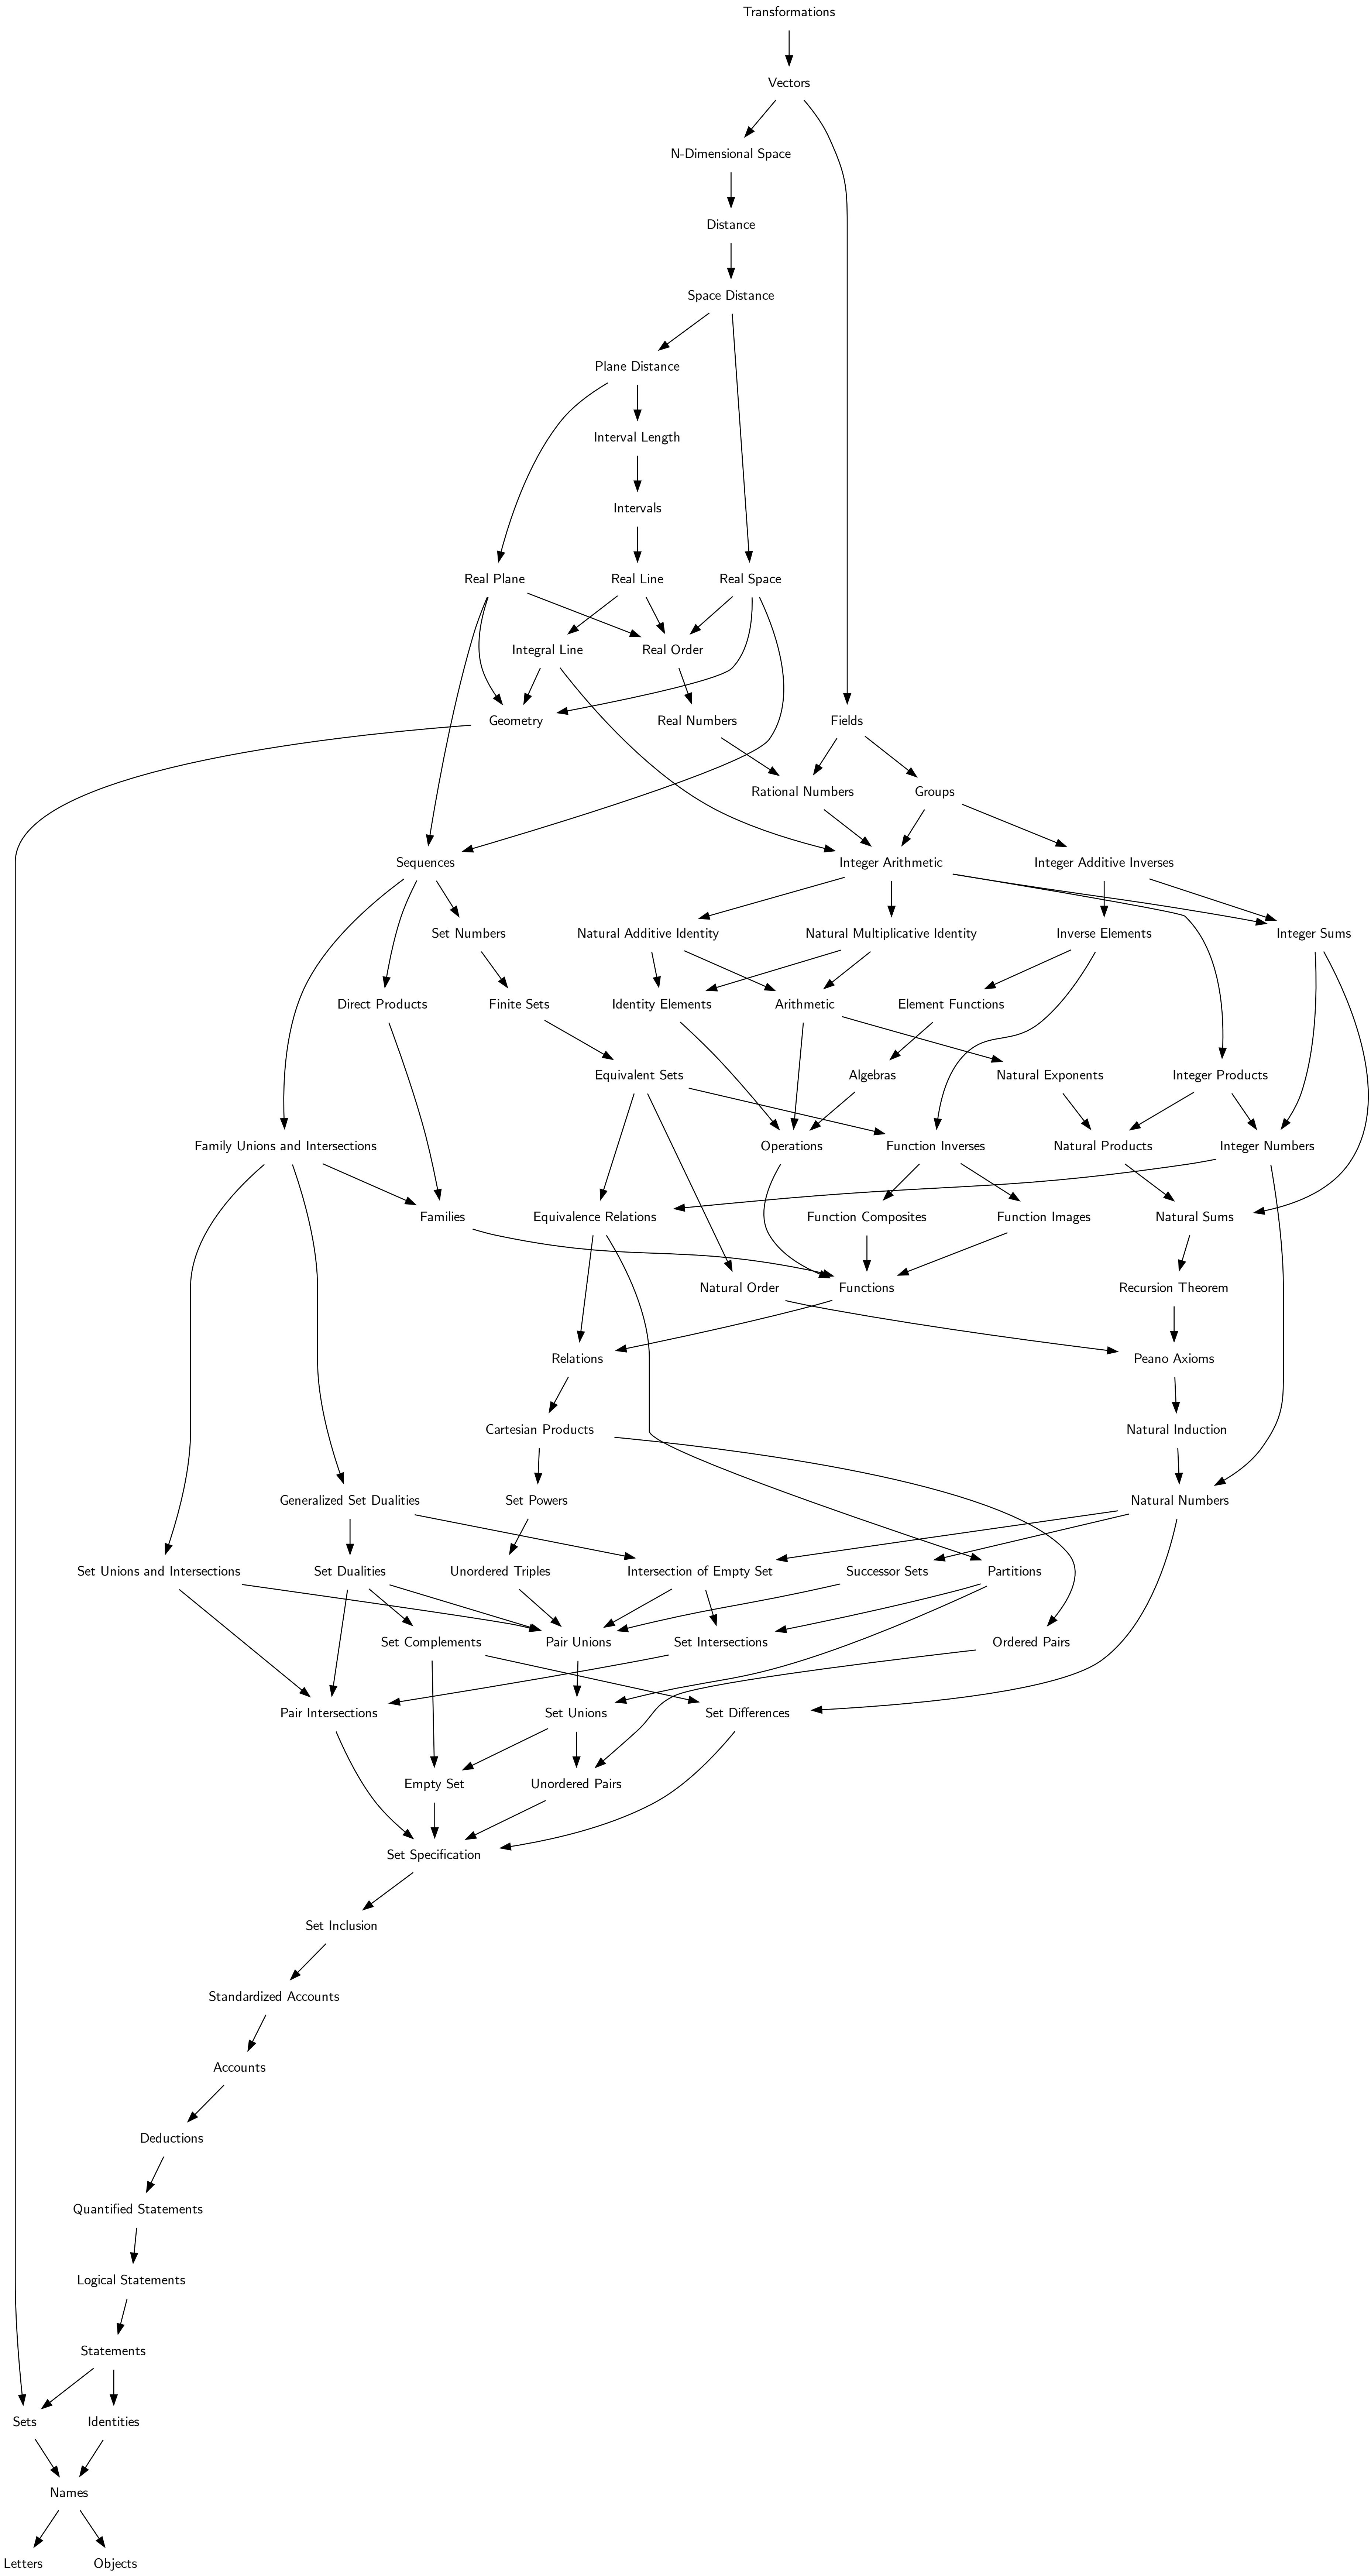 Transformations
Vectors
N-Dimensional Space
Distance
Space Distance
Plane Distance
Interval Length
Intervals
Real Plane
Real Line
Real Space
Integral Line
Real Order
Geometry
Real Numbers
Fields
Rational Numbers
Groups
Sequences
Integer Arithmetic
Integer Additive Inverses
Set Numbers
Natural Additive Identity
Natural Multiplicative Identity
Inverse Elements
Integer Sums
Direct Products
Finite Sets
Identity Elements
Arithmetic
Element Functions
Equivalent Sets
Algebras
Natural Exponents
Integer Products
Family Unions and Intersections
Operations
Function Inverses
Natural Products
Integer Numbers
Families
Equivalence Relations
Function Composites
Function Images
Natural Sums
Natural Order
Functions
Recursion Theorem
Relations
Peano Axioms
Cartesian Products
Natural Induction
Generalized Set Dualities
Set Powers
Natural Numbers
Set Unions and Intersections
Set Dualities
Unordered Triples
Intersection of Empty Set
Successor Sets
Partitions
Set Complements
Pair Unions
Set Intersections
Ordered Pairs
Pair Intersections
Set Unions
Set Differences
Empty Set
Unordered Pairs
Set Specification
Set Inclusion
Standardized Accounts
Accounts
Deductions
Quantified Statements
Logical Statements
Statements
Sets
Identities
Names
Letters
Objects